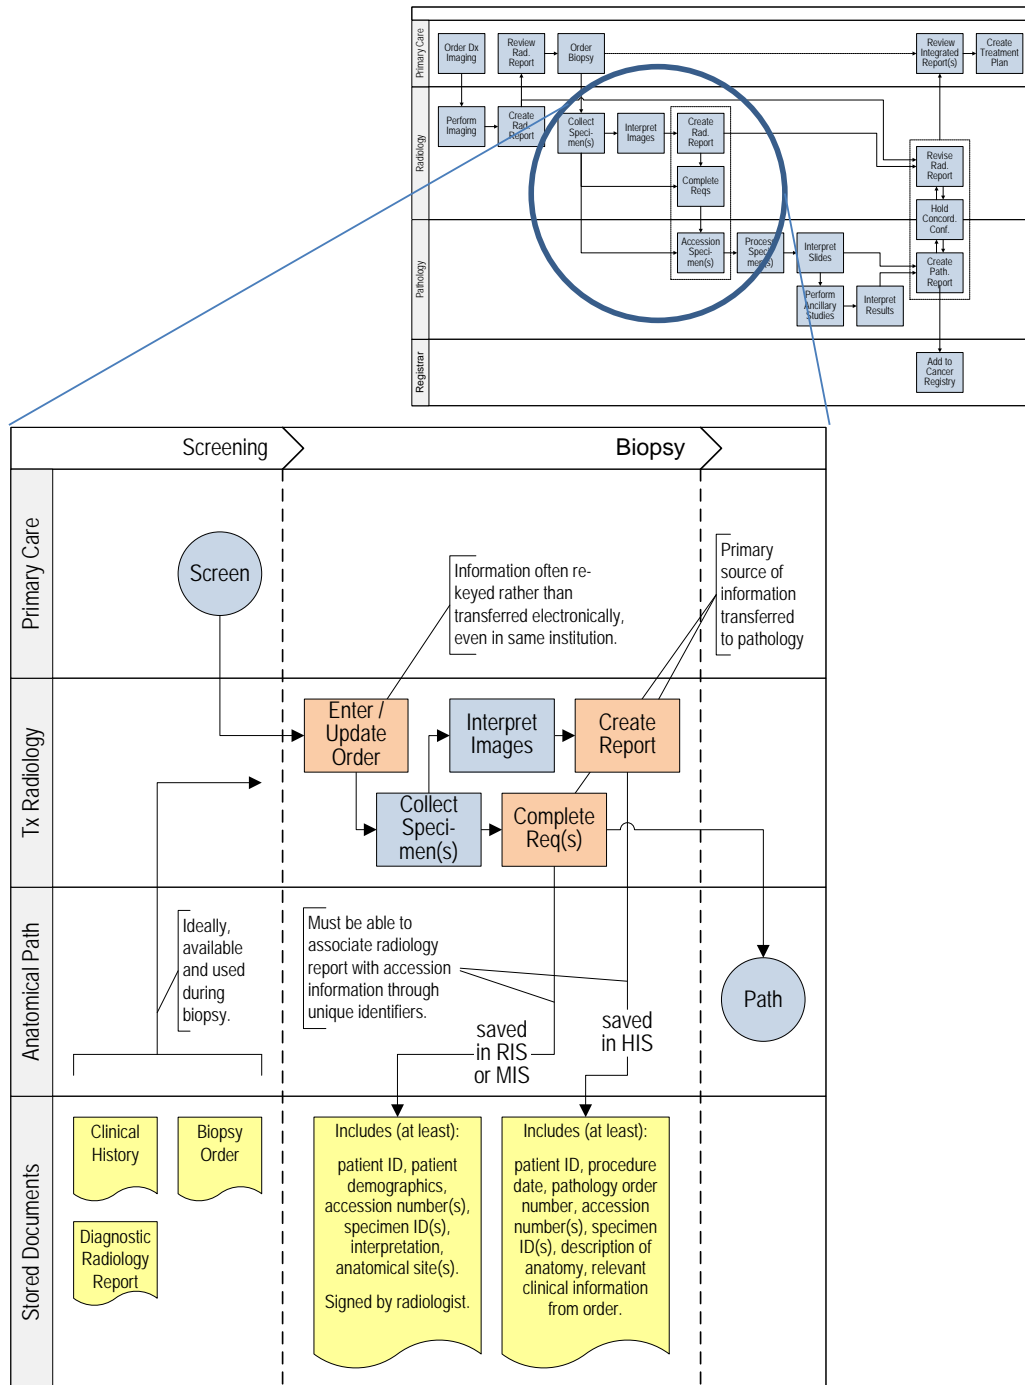 Primary Care
Order Dx
Imaging
Review
Rad.
Report
Order
Biopsy
Review
Integrated
Report(s)
Create
Treatment
Plan
Radiology
Perform
Imaging
Create
Rad.
Report
Collect
Speci-
men(s)
Interpret
Images
Create
Rad.
Report
Complete
Reqs
Revise
Rad.
Report
Hold
Concord.
Conf.
Pathology
Accession
Speci-
men(s)
Process
Speci-
men(s)
Interpret
Slides
Create
Path.
Report
Perform
Ancillary
Studies
Interpret
Results
Registrar
Add to
Cancer
Registry
Screening
Biopsy
Primary Care
Screen
Information often re-
keyed rather than
transferred electronically,
even in same institution.
Primary
source of
information
transferred
to pathology
Tx Radiology
Enter /
Update
Order
Interpret
Images
Create
Report
Collect
Speci-
men(s)
Complete
Req(s)
Anatomical Path
Ideally,
available
and used
during
biopsy.
Must be able to
associate radiology
report with accession
information through
unique identifiers.
saved
in RIS
or MIS
saved
in HIS
Path
Stored Documents
Clinical
History
Biopsy
Order
Diagnostic
Radiology
Report
Includes (at least):
patient ID, patient
demographics,
accession number(s),
specimen ID(s),
interpretation,
anatomical site(s).
Signed by radiologist.
Includes (at least):
patient ID, procedure
date, pathology order
number, accession
number(s), specimen
ID(s), description of
anatomy, relevant
clinical information
from order.